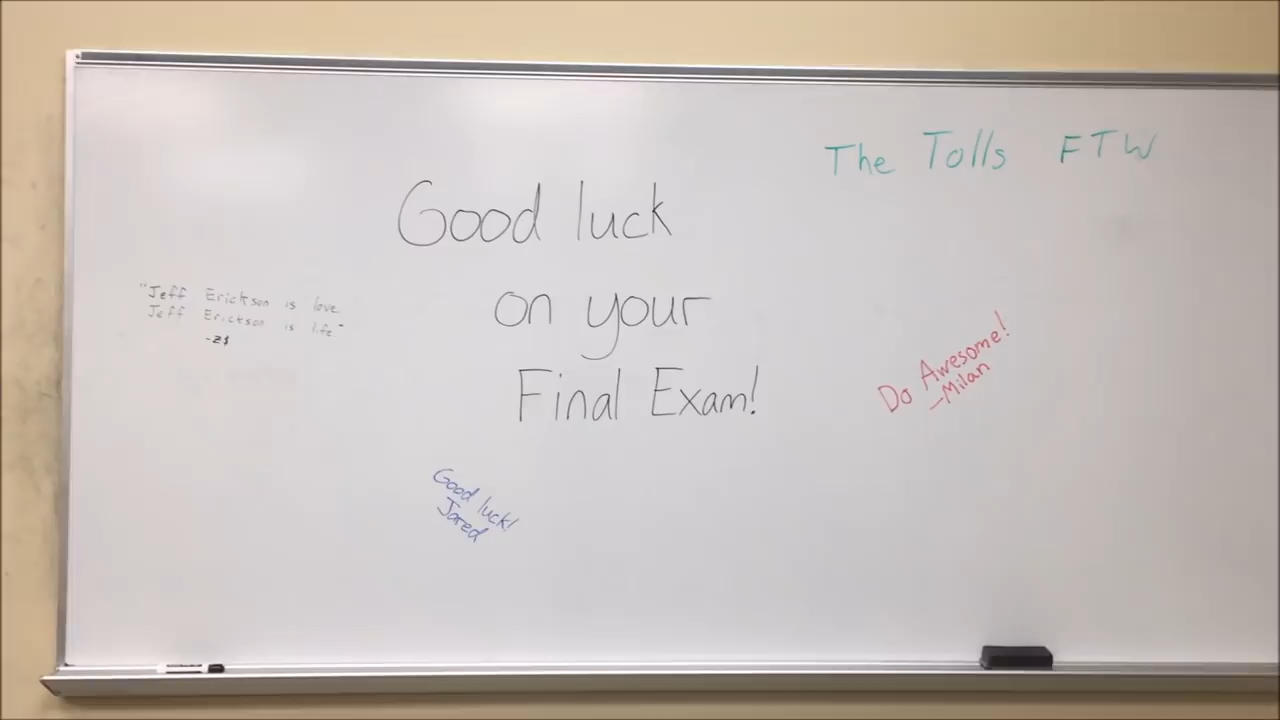 The Tolls FTW
Good luck
on your
Final Exam!
"Jeff Erickson is love.
Jeff Erickson is life."
-Z$
Do Awesome!
-Milan
Good luck!
Jared